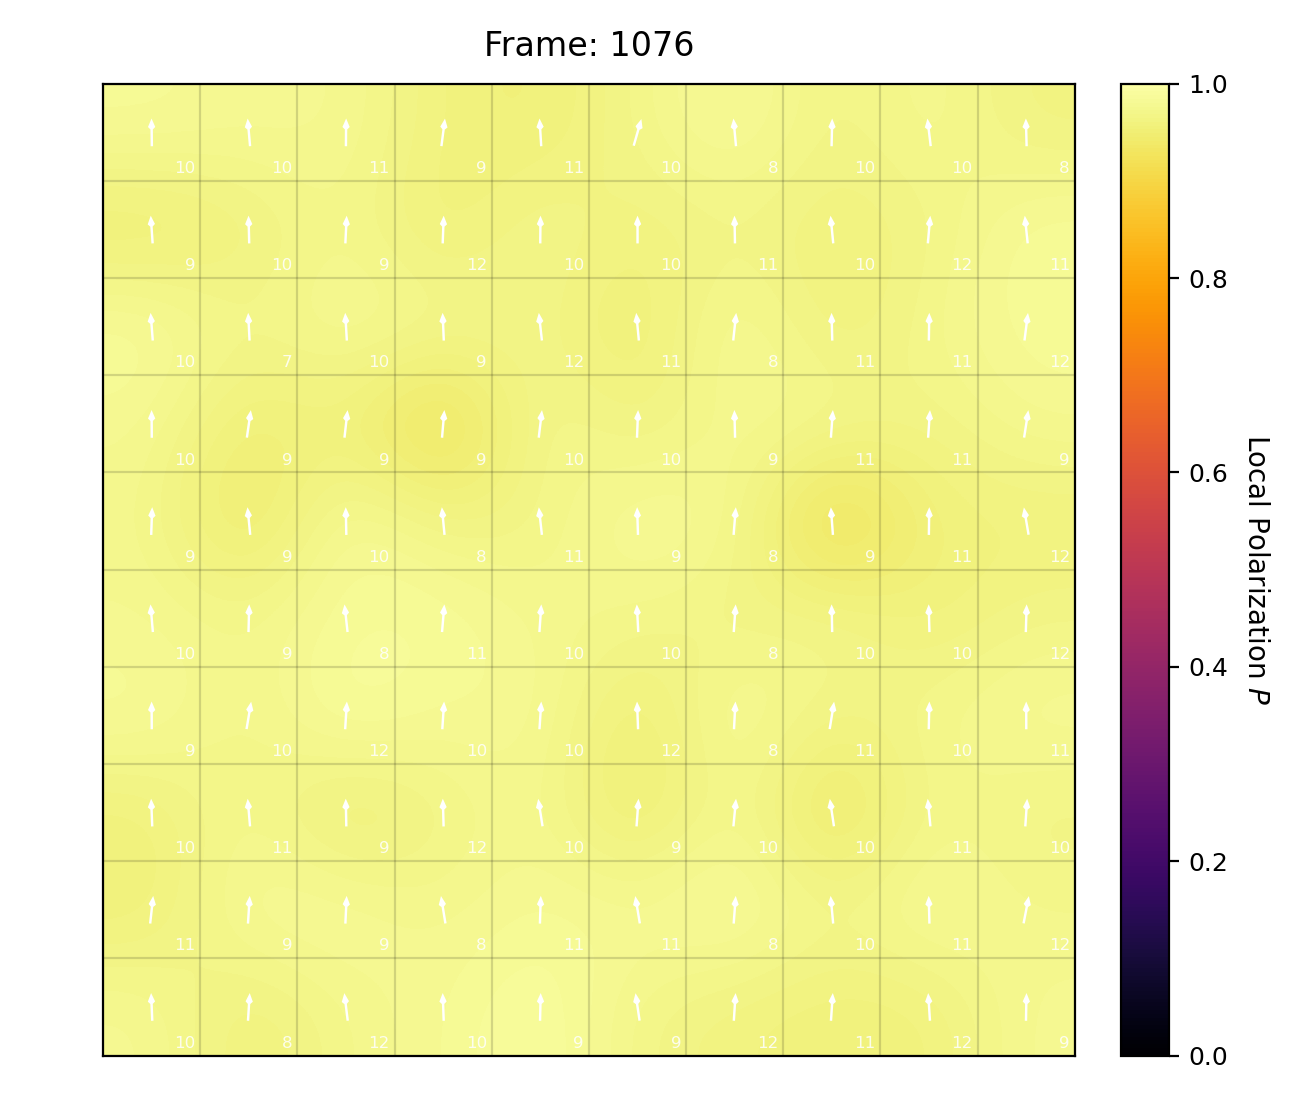 Frame: 1076
10 10 11 9 11 10 8 10 10 8
9 10 9 12 10 10 11 10 12 11
10 7 10 9 12 11 8 11 11 12
10 9 9 9 10 10 9 11 11 9
9 9 10 8 11 9 8 9 11 12
10 9 8 11 10 10 8 10 10 12
9 10 12 10 10 12 8 11 10 11
10 11 9 12 10 9 10 10 11 10
11 9 9 8 11 11 8 10 11 12
10 8 12 10 9 9 12 11 12 9
1.0
0.8
0.6
0.4
0.2
0.0
Local Polarization P